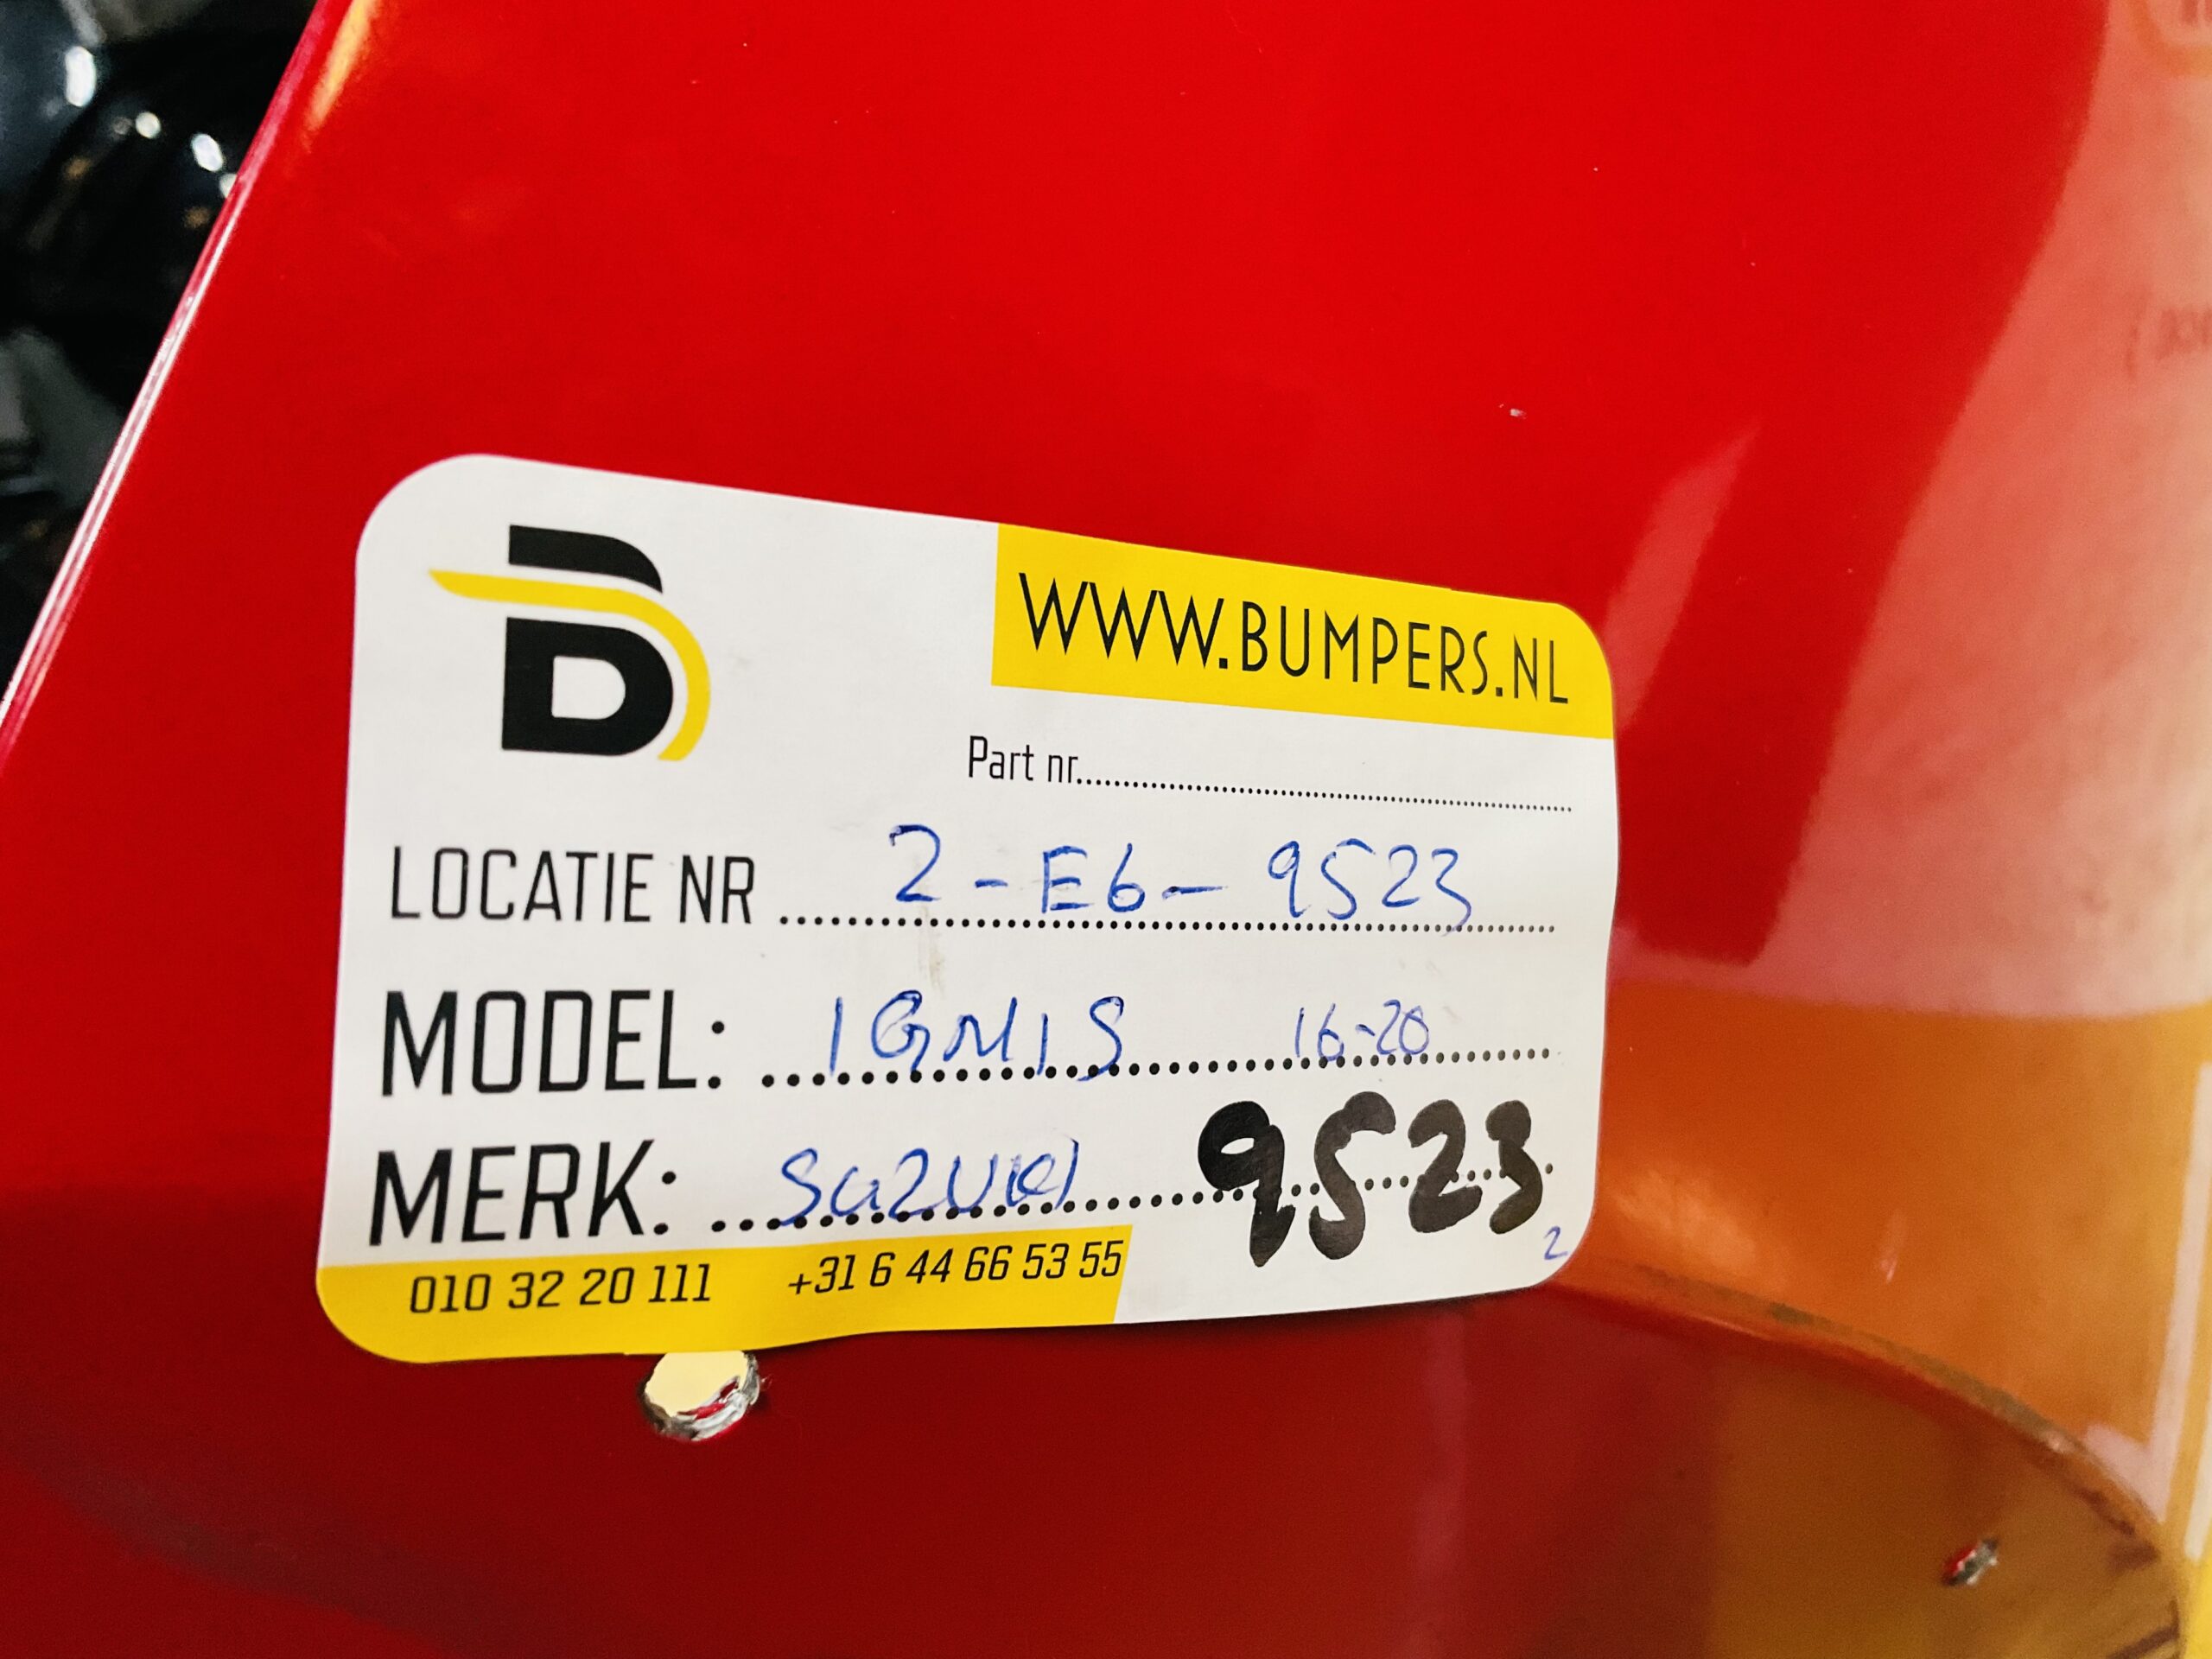 B
WWW.BUMPERS.NL
Part nr.
LOCATIE NR 2-E6-9523
MODEL: IGNIS 16-20
MERK: SUZUKI 9523
2
010 32 20 111 +31 6 44 66 53 55